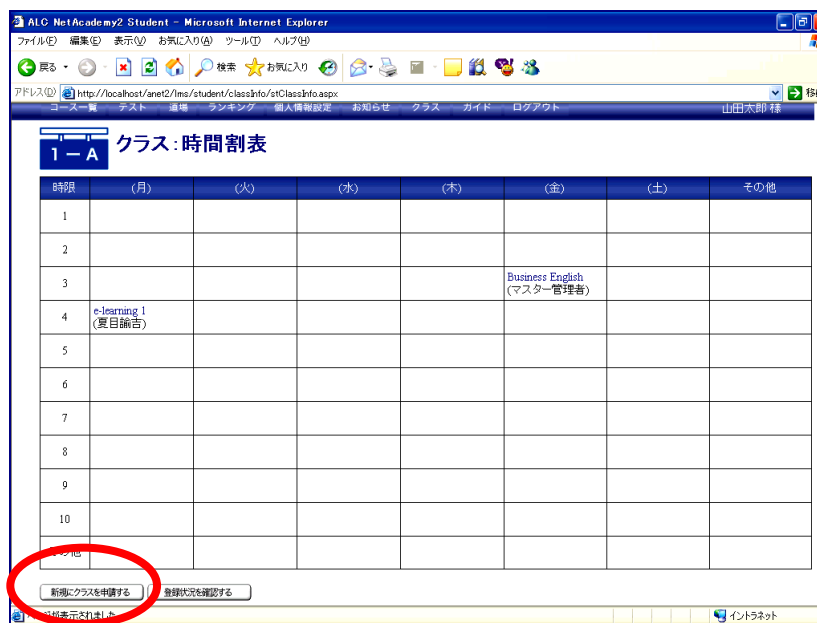 ALC NetAcademy2 Student - Microsoft Internet Explorer
ファイル(F) 編集(E) 表示(V) お気に入り(A) ツール(T) ヘルプ(H)
戻る 検索 お気に入り
アドレス(D) http://localhost/anet2/lms/student/classInfo/stClassInfo.aspx
コース一覧 テスト 道場 ランキング 個人情報設定 お知らせ クラス ガイド ログアウト 山田太郎 様
1-A クラス:時間割表
時限 (月) (火) (水) (木) (金) (土) その他
1
2
3 Business English
(マスター管理者)
4 e-learning 1
(夏目諭吉)
5
6
7
8
9
10
新規にクラスを申請する 登録状況を確認する
が表示されました イントラネット